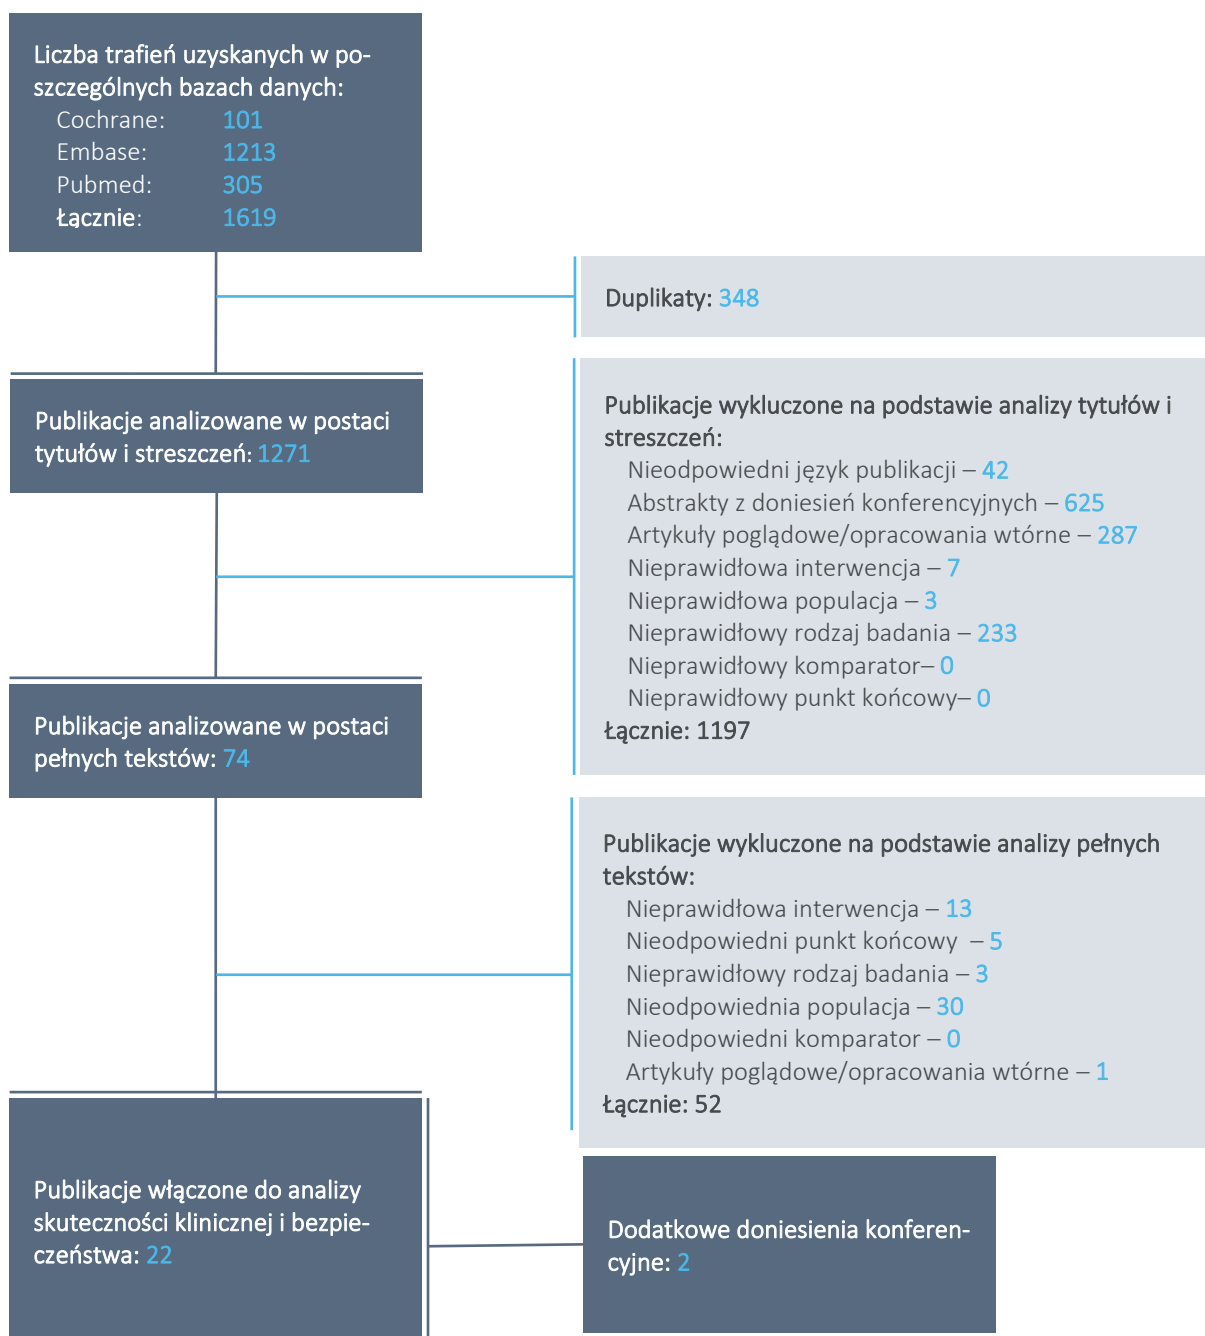 Liczba trafień uzyskanych w po-
szczególnych bazach danych:
Cochrane: 101
Embase: 1213
Pubmed: 305
Łącznie: 1619
Duplikaty: 348
Publikacje analizowane w postaci
tytułów i streszczeń: 1271
Publikacje wykluczone na podstawie analizy tytułów i
streszczeń:
Nieodpowiedni język publikacji – 42
Abstrakty z doniesień konferencyjnych – 625
Artykuły poglądowe/opracowania wtórne – 287
Nieprawidłowa interwencja – 7
Nieprawidłowa populacja – 3
Nieprawidłowy rodzaj badania – 233
Nieprawidłowy komparator– 0
Nieprawidłowy punkt końcowy– 0
Łącznie: 1197
Publikacje analizowane w postaci
pełnych tekstów: 74
Publikacje wykluczone na podstawie analizy pełnych
tekstów:
Nieprawidłowa interwencja – 13
Nieodpowiedni punkt końcowy – 5
Nieprawidłowy rodzaj badania – 3
Nieodpowiednia populacja – 30
Nieodpowiedni komparator – 0
Artykuły poglądowe/opracowania wtórne – 1
Łącznie: 52
Publikacje włączone do analizy
skuteczności klinicznej i bezpie-
czeństwa: 22
Dodatkowe doniesienia konferen-
cyjne: 2